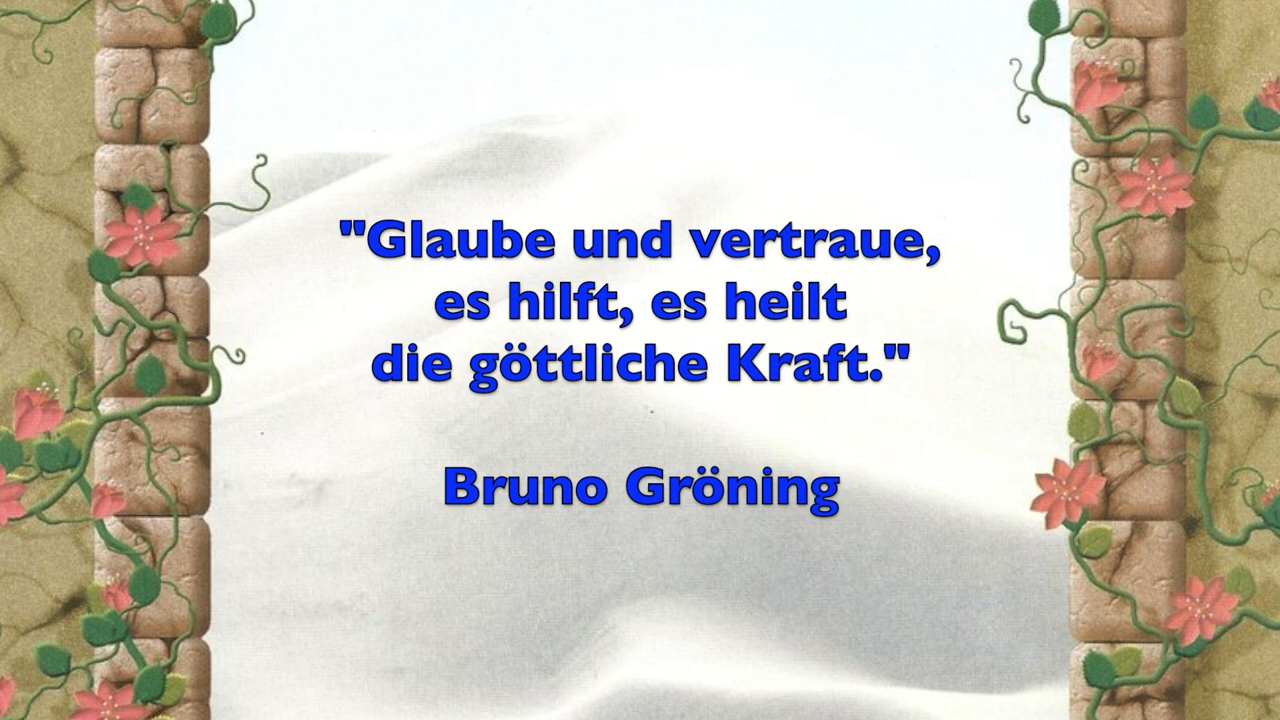 "Glaube und vertraue,
es hilft, es heilt
die göttliche Kraft."
Bruno Gröning